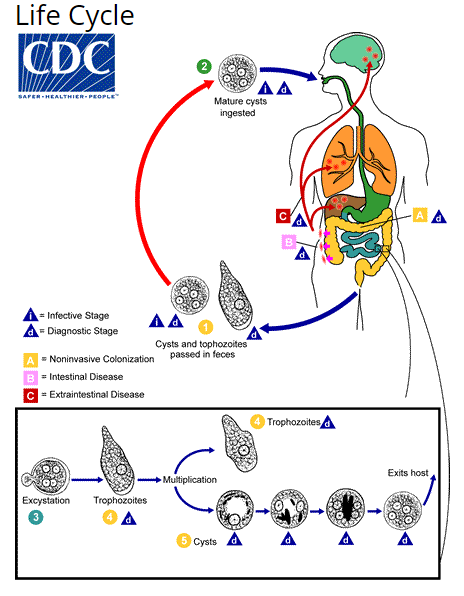 Life Cycle
CDC
SAFER • HEALTHIER • PEOPLE™
2
Mature cysts
ingested
i d
C d
A d
B
d
i d
1
d
Cysts and tophozoites
passed in feces
i = Infective Stage
d = Diagnostic Stage
A = Noninvasive Colonization
B = Intestinal Disease
C = Extraintestinal Disease
4 Trophozoites d
Exits host
Multiplication
Excystation
3
Trophozoites
4 d
5 Cysts
d d d d